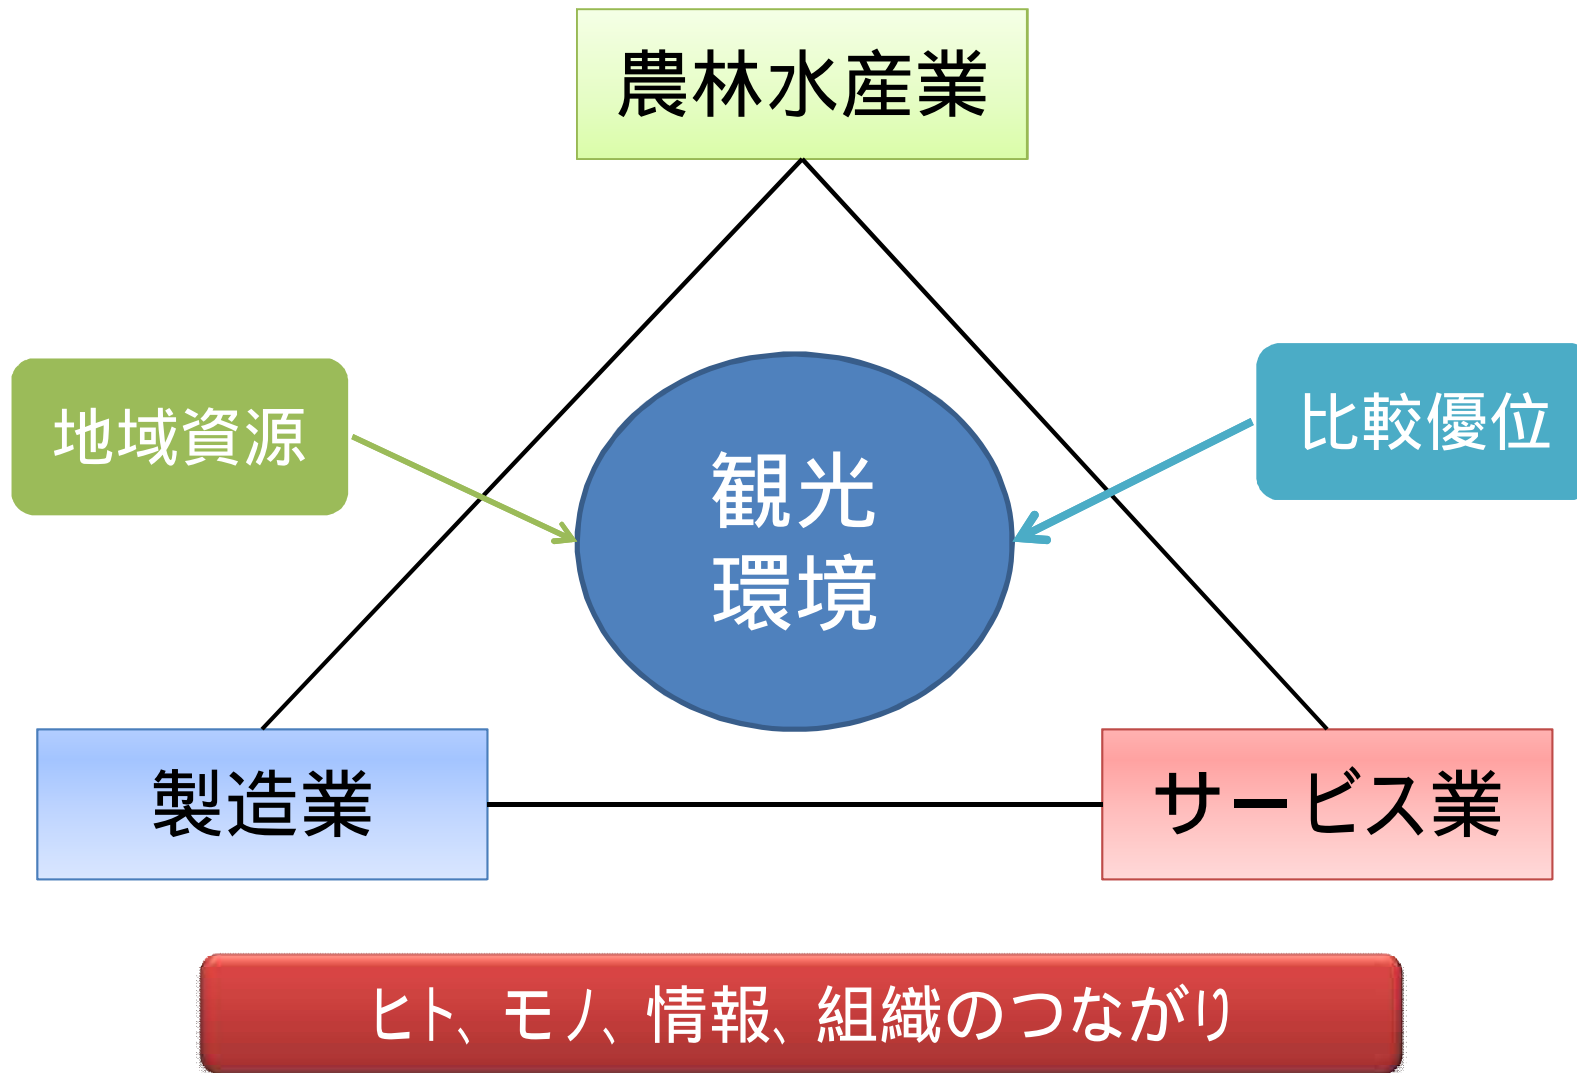 農林水産業
地域資源
比較優位
観光
環境
製造業
サービス業
ヒト、モノ、情報、組織のつながり